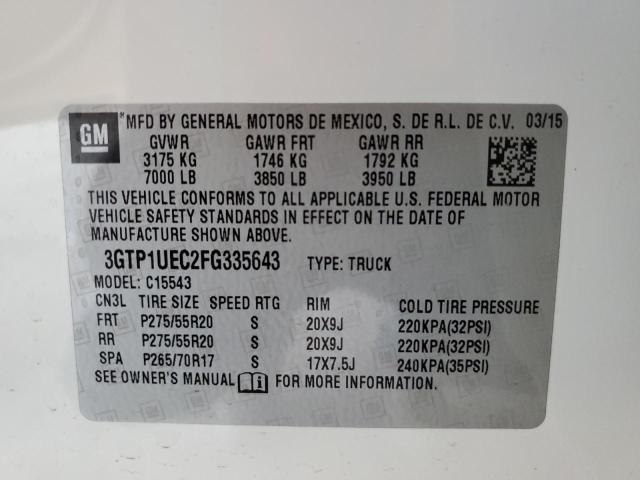 GM *MFD BY GENERAL MOTORS DE MEXICO, S. DE R.L. DE C.V. 03/15
GVWR GAWR FRT GAWR RR
3175 KG 1746 KG 1792 KG
7000 LB 3850 LB 3950 LB
THIS VEHICLE CONFORMS TO ALL APPLICABLE U.S. FEDERAL MOTOR
VEHICLE SAFETY STANDARDS IN EFFECT ON THE DATE OF
MANUFACTURE SHOWN ABOVE.
3GTP1UEC2FG335643 TYPE: TRUCK
MODEL: C15543
CN3L TIRE SIZE SPEED RTG RIM COLD TIRE PRESSURE
FRT P275/55R20 S 20X9J 220KPA(32PSI)
RR P275/55R20 S 20X9J 220KPA(32PSI)
SPA P265/70R17 S 17X7.5J 240KPA(35PSI)
SEE OWNER'S MANUAL FOR MORE INFORMATION.